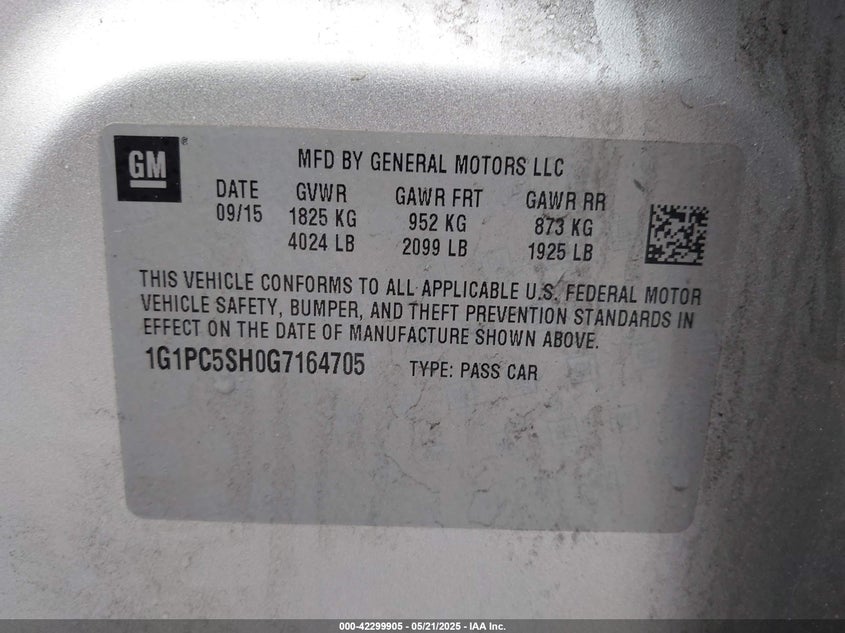 GM®
MFD BY GENERAL MOTORS LLC
DATE GVWR GAWR FRT GAWR RR
09/15 1825 KG 952 KG 873 KG
4024 LB 2099 LB 1925 LB
THIS VEHICLE CONFORMS TO ALL APPLICABLE U.S. FEDERAL MOTOR
VEHICLE SAFETY, BUMPER, AND THEFT PREVENTION STANDARDS IN
EFFECT ON THE DATE OF MANUFACTURE SHOWN ABOVE.
1G1PC5SH0G7164705 TYPE: PASS CAR
000-42299905 - 05/21/2025 - IAA Inc.